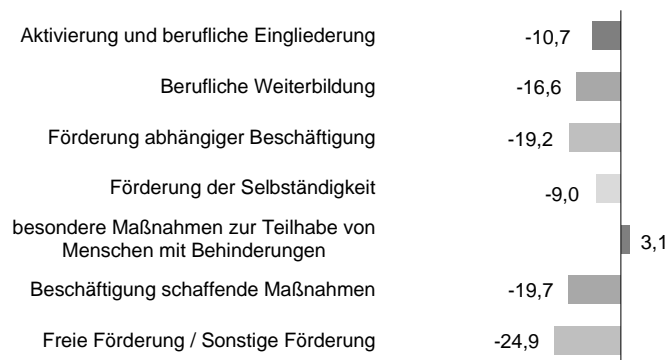 Aktivierung und berufliche Eingliederung -10,7
Berufliche Weiterbildung -16,6
Förderung abhängiger Beschäftigung -19,2
Förderung der Selbständigkeit -9,0
besondere Maßnahmen zur Teilhabe von
Menschen mit Behinderungen 3,1
Beschäftigung schaffende Maßnahmen -19,7
Freie Förderung / Sonstige Förderung -24,9